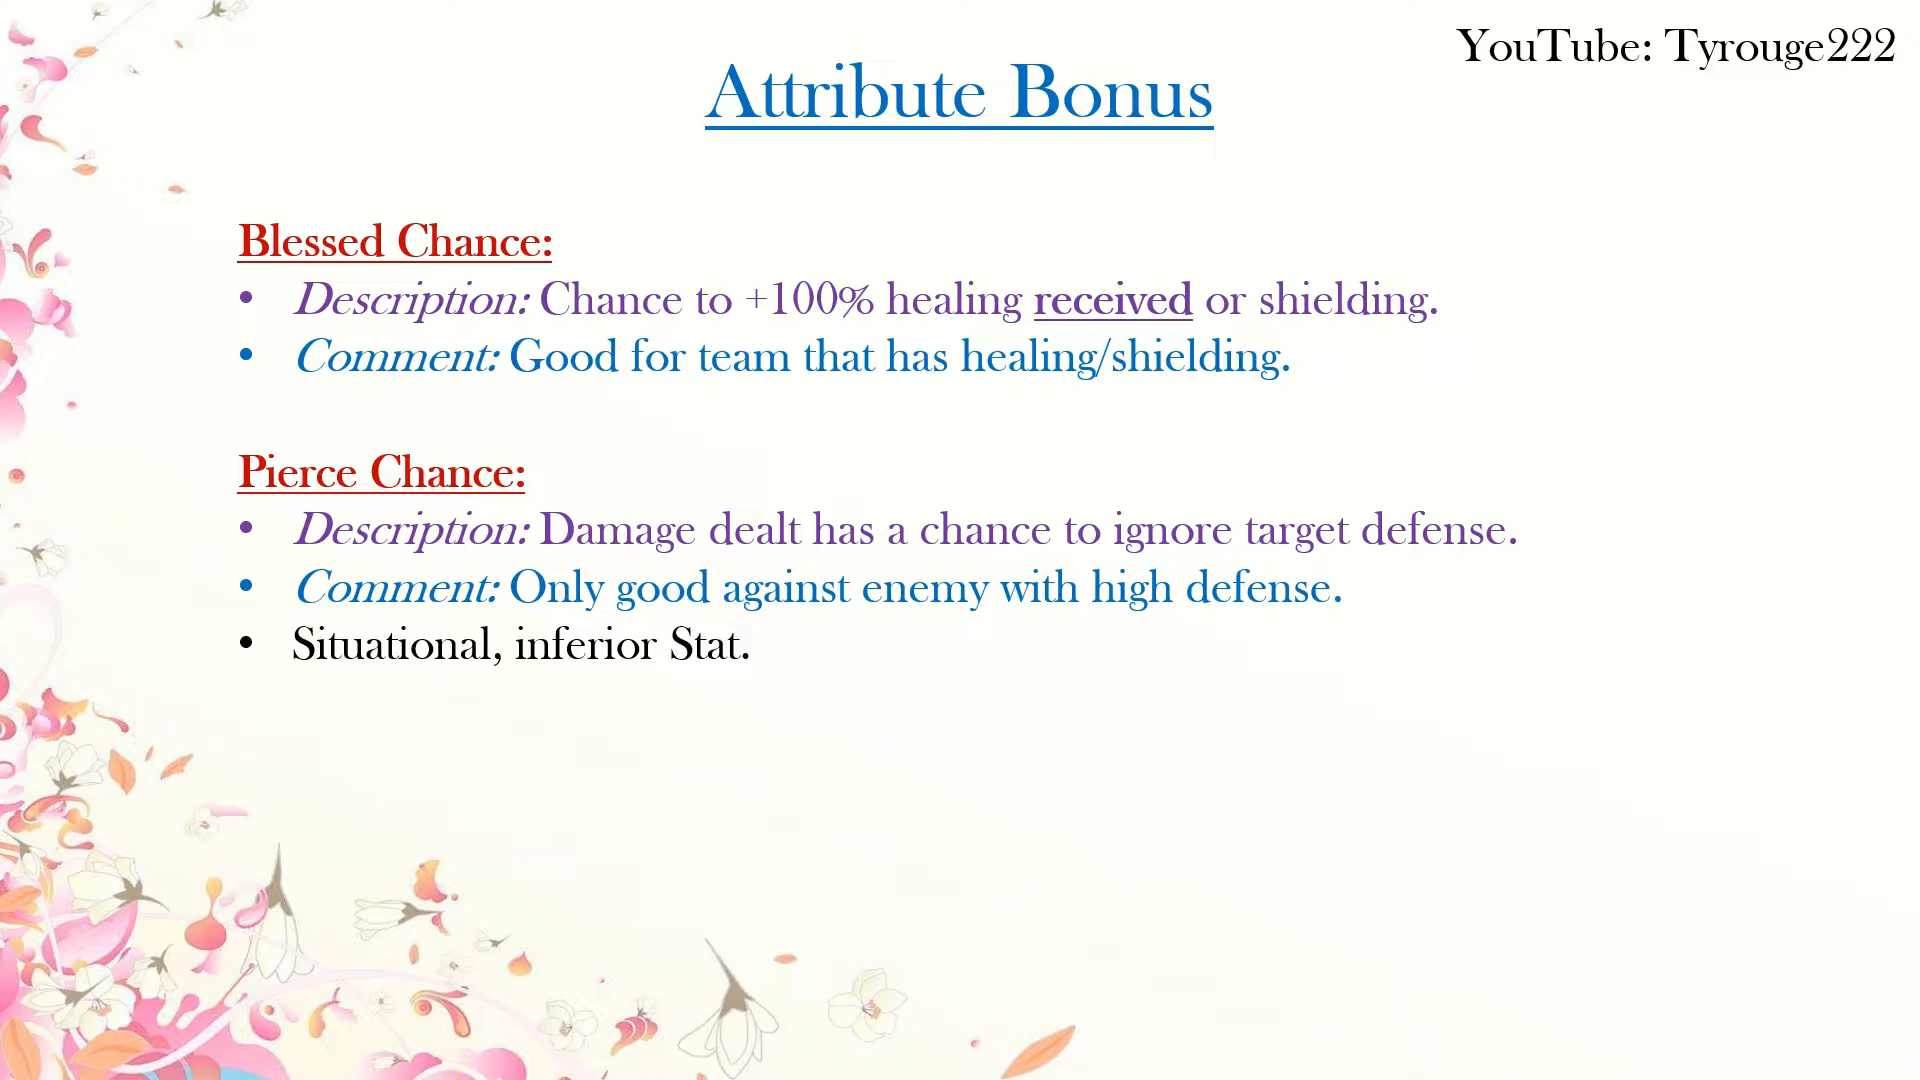 YouTube: Tyrouge222
Attribute Bonus
Blessed Chance:
• Description: Chance to +100% healing received or shielding.
• Comment: Good for team that has healing/shielding.
Pierce Chance:
• Description: Damage dealt has a chance to ignore target defense.
• Comment: Only good against enemy with high defense.
• Situational, inferior Stat.